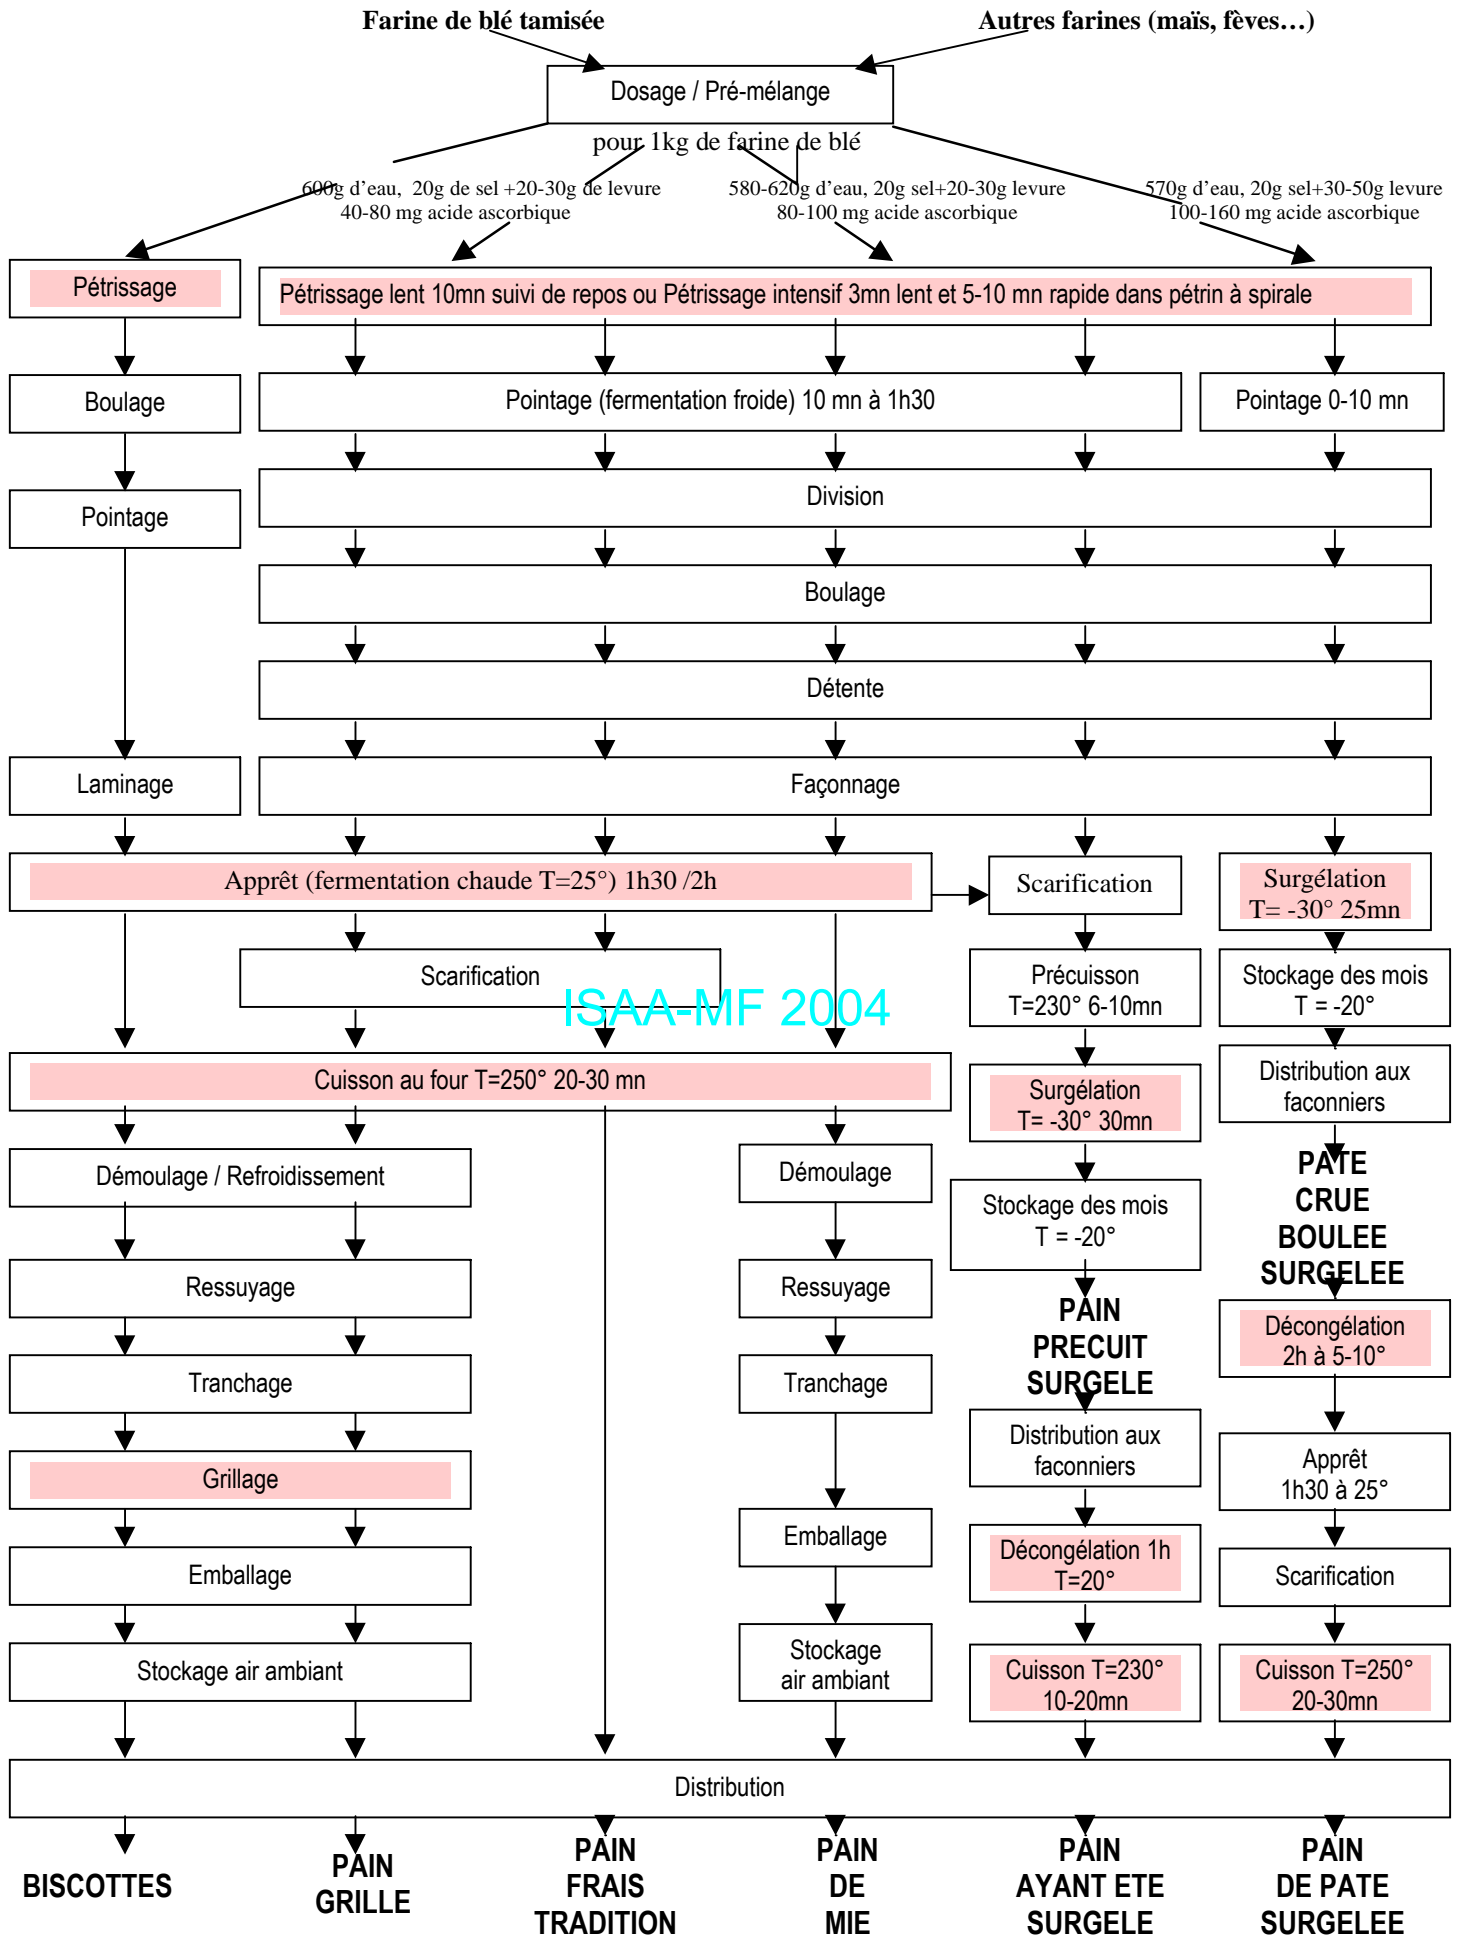 Farine de blé tamisée
Autres farines (maïs, fèves…)
Dosage / Pré-mélange
pour 1kg de farine de blé
600g d'eau,  20g de sel +20-30g de levure
40-80 mg acide ascorbique
580-620g d'eau, 20g sel+20-30g levure
80-100 mg acide ascorbique
570g d'eau, 20g sel+30-50g levure
100-160 mg acide ascorbique
Pétrissage
Pétrissage lent 10mn suivi de repos ou Pétrissage intensif 3mn lent et 5-10 mn rapide dans pétrin à spirale
Boulage
Pointage (fermentation froide) 10 mn à 1h30
Pointage 0-10 mn
Pointage
Division
Boulage
Détente
Laminage
Façonnage
Apprêt (fermentation chaude T=25°) 1h30 /2h
Scarification
Surgélation
T= -30° 25mn
Scarification
Précuisson
T=230° 6-10mn
Stockage des mois
T = -20°
ISAA-MF 2004
Cuisson au four T=250° 20-30 mn
Surgélation
T= -30° 30mn
Distribution aux
faconniers
Démoulage / Refroidissement
Démoulage
Stockage des mois
T = -20°
PATE
CRUE
BOULEE
SURGELEE
Ressuyage
Ressuyage
PAIN
PRECUIT
SURGELE
Décongélation
2h à 5-10°
Tranchage
Tranchage
Distribution aux
faconniers
Apprêt
1h30 à 25°
Grillage
Emballage
Emballage
Décongélation 1h
T=20°
Scarification
Stockage air ambiant
Stockage
air ambiant
Cuisson T=230°
10-20mn
Cuisson T=250°
20-30mn
Distribution
BISCOTTES
PAIN
GRILLE
PAIN
FRAIS
TRADITION
PAIN
DE
MIE
PAIN
AYANT ETE
SURGELE
PAIN
DE PATE
SURGELEE